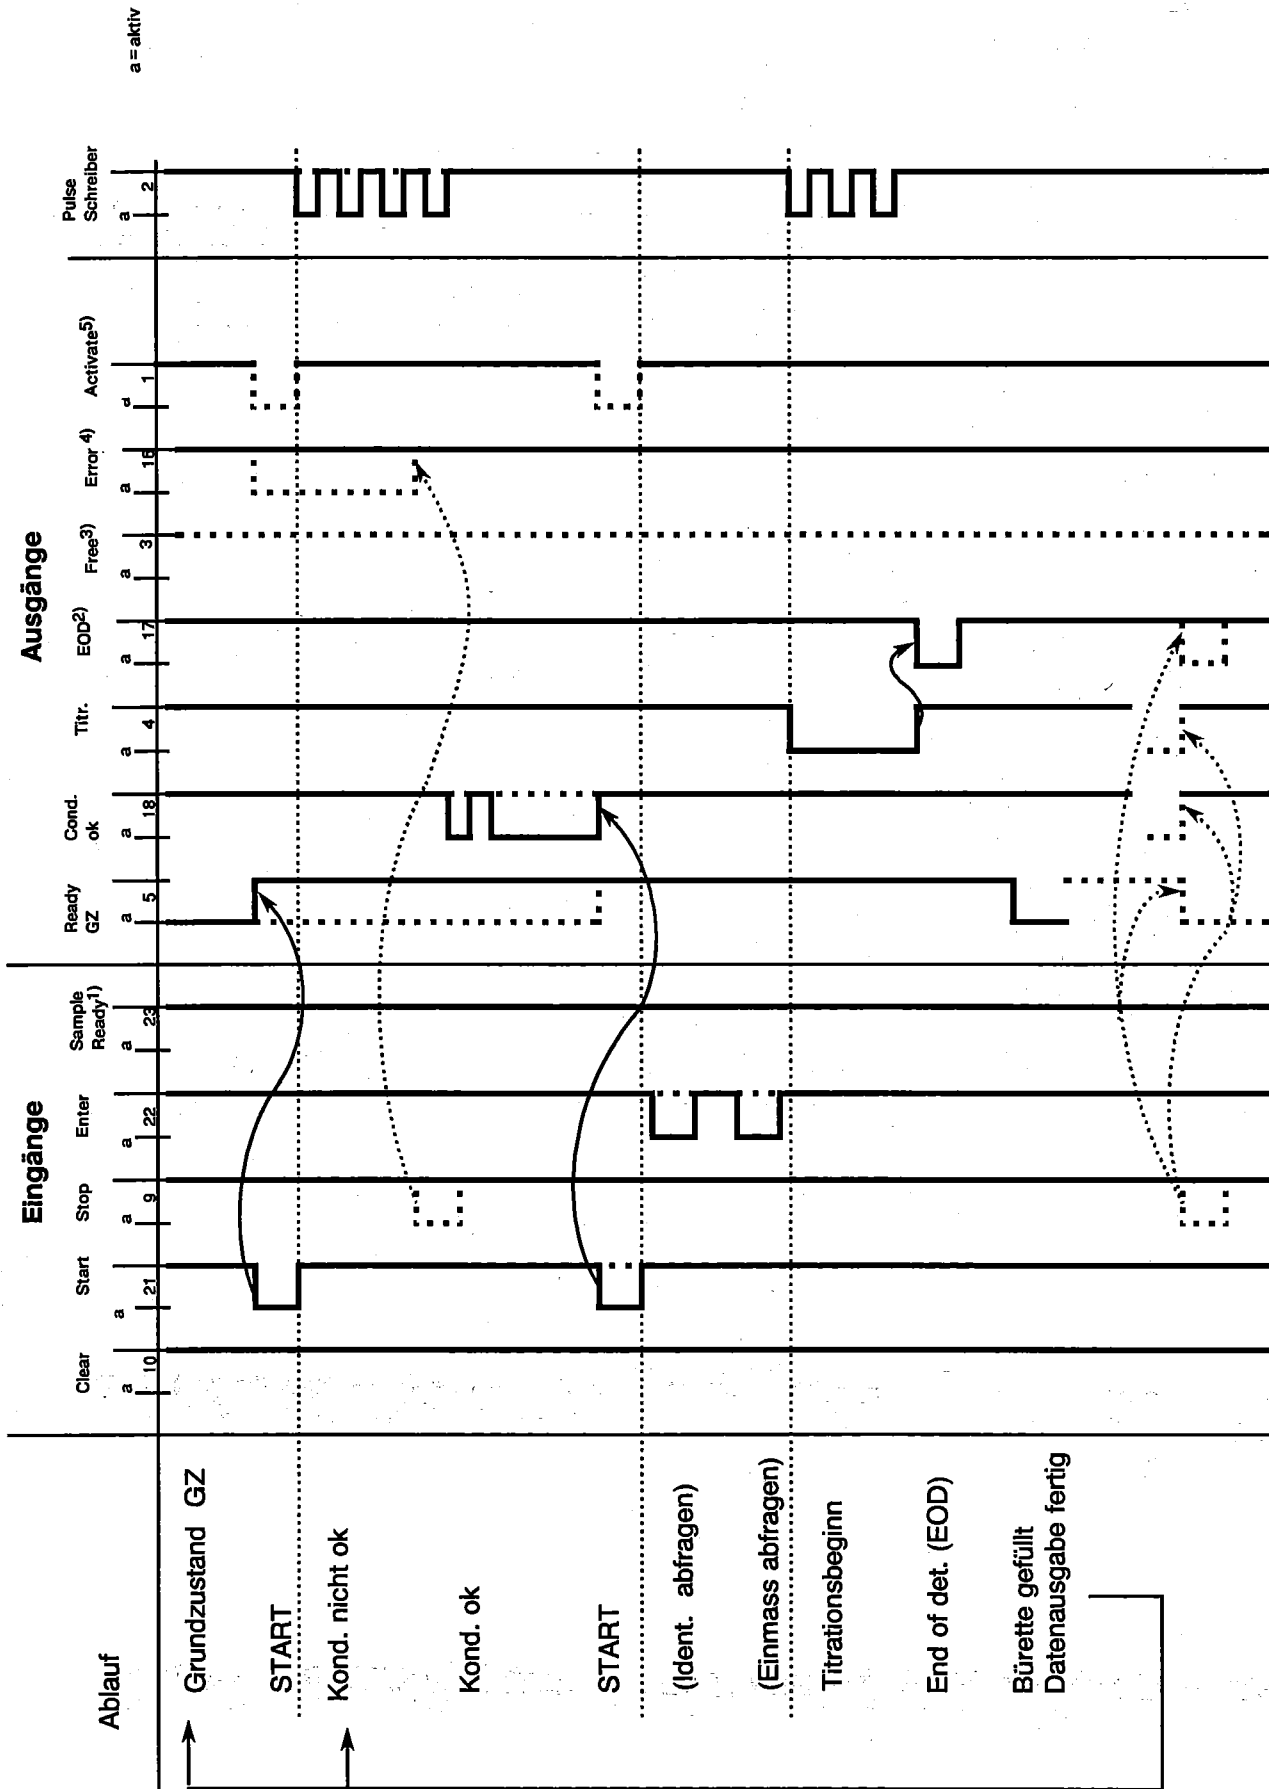 a = aktiv
Ausgänge
Eingänge
Pulse
Schreiber
a
2
Activate5)
1
Error 4)
a
16
Free3)
a
3
EOD2)
a
17
Titr.
a
4
Cond.
ok
a
18
Ready
GZ
a
5
Sample
Ready1)
a
23
Enter
a
22
Stop
a
9
Start
a
21
Clear
a
10
Ablauf
Grundzustand GZ
START
Kond. nicht ok
Kond. ok
START
(Ident. abfragen)
(Einmass abfragen)
Titrationsbeginn
End of det. (EOD)
Bürette gefüllt
Datenausgabe fertig